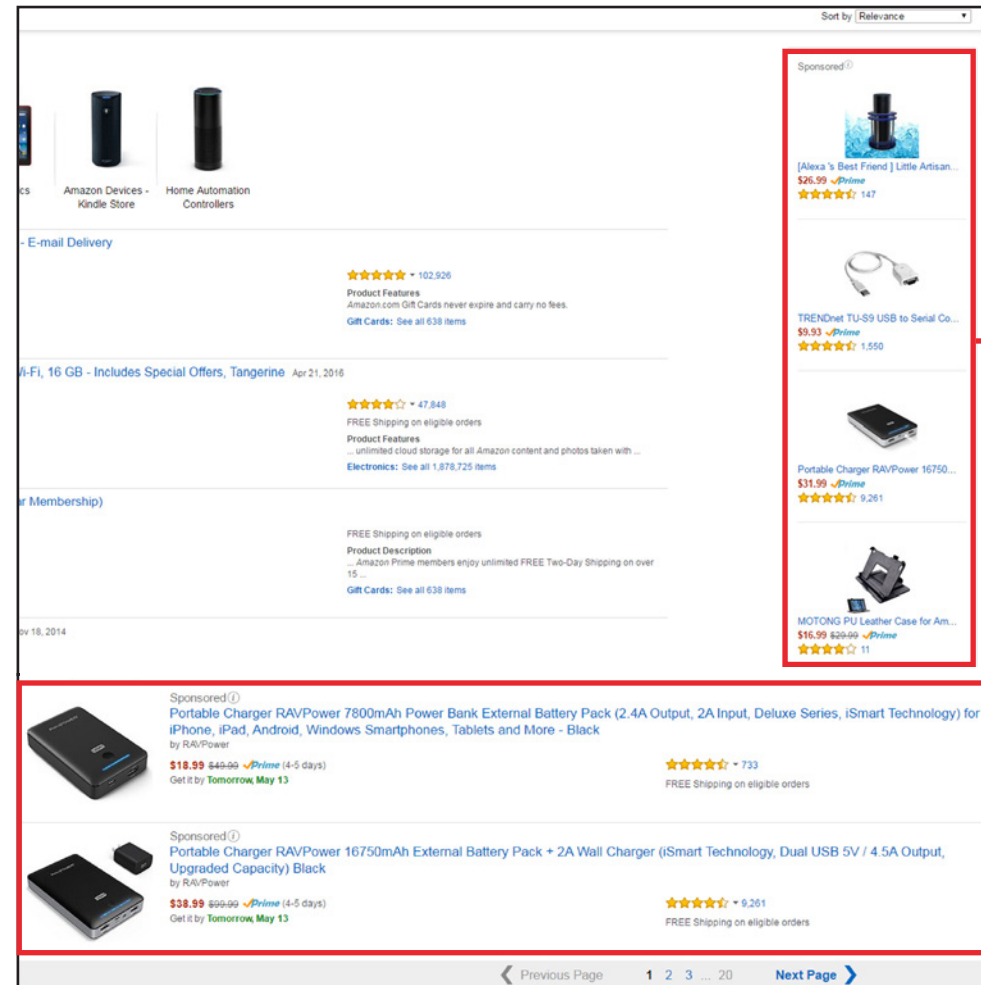 Sort by Relevance
Sponsored
[Alexa 's Best Friend ] Little Artisan...
$26.99 Prime
147
TRENDnet TU-S9 USB to Serial Co...
$9.93 Prime
1,550
Portable Charger RAVPower 16750...
$31.99 Prime
9,261
MOTONG PU Leather Case for Am...
$16.99 $29.99 Prime
11
cs
Amazon Devices -
Kindle Store
Home Automation
Controllers
- E-mail Delivery
102,926
Product Features
Amazon.com Gift Cards never expire and carry no fees.
Gift Cards: See all 638 items
Wi-Fi, 16 GB - Includes Special Offers, Tangerine Apr 21, 2016
47,848
FREE Shipping on eligible orders
Product Features
... unlimited cloud storage for all Amazon content and photos taken with ...
Electronics: See all 1,878,725 items
ar Membership)
FREE Shipping on eligible orders
Product Description
... Amazon Prime members enjoy unlimited FREE Two-Day Shipping on over
15 ...
Gift Cards: See all 638 items
ov 18, 2014
Sponsored
Portable Charger RAVPower 7800mAh Power Bank External Battery Pack (2.4A Output, 2A Input, Deluxe Series, iSmart Technology) for
iPhone, iPad, Android, Windows Smartphones, Tablets and More - Black
by RAVPower
$18.99 $49.99 Prime (4-5 days)
Get it by Tomorrow, May 13
733
FREE Shipping on eligible orders
Sponsored
Portable Charger RAVPower 16750mAh External Battery Pack + 2A Wall Charger (iSmart Technology, Dual USB 5V / 4.5A Output,
Upgraded Capacity) Black
by RAVPower
$38.99 $99.99 Prime (4-5 days)
Get it by Tomorrow, May 13
9,261
FREE Shipping on eligible orders
Previous Page 1 2 3 ... 20 Next Page